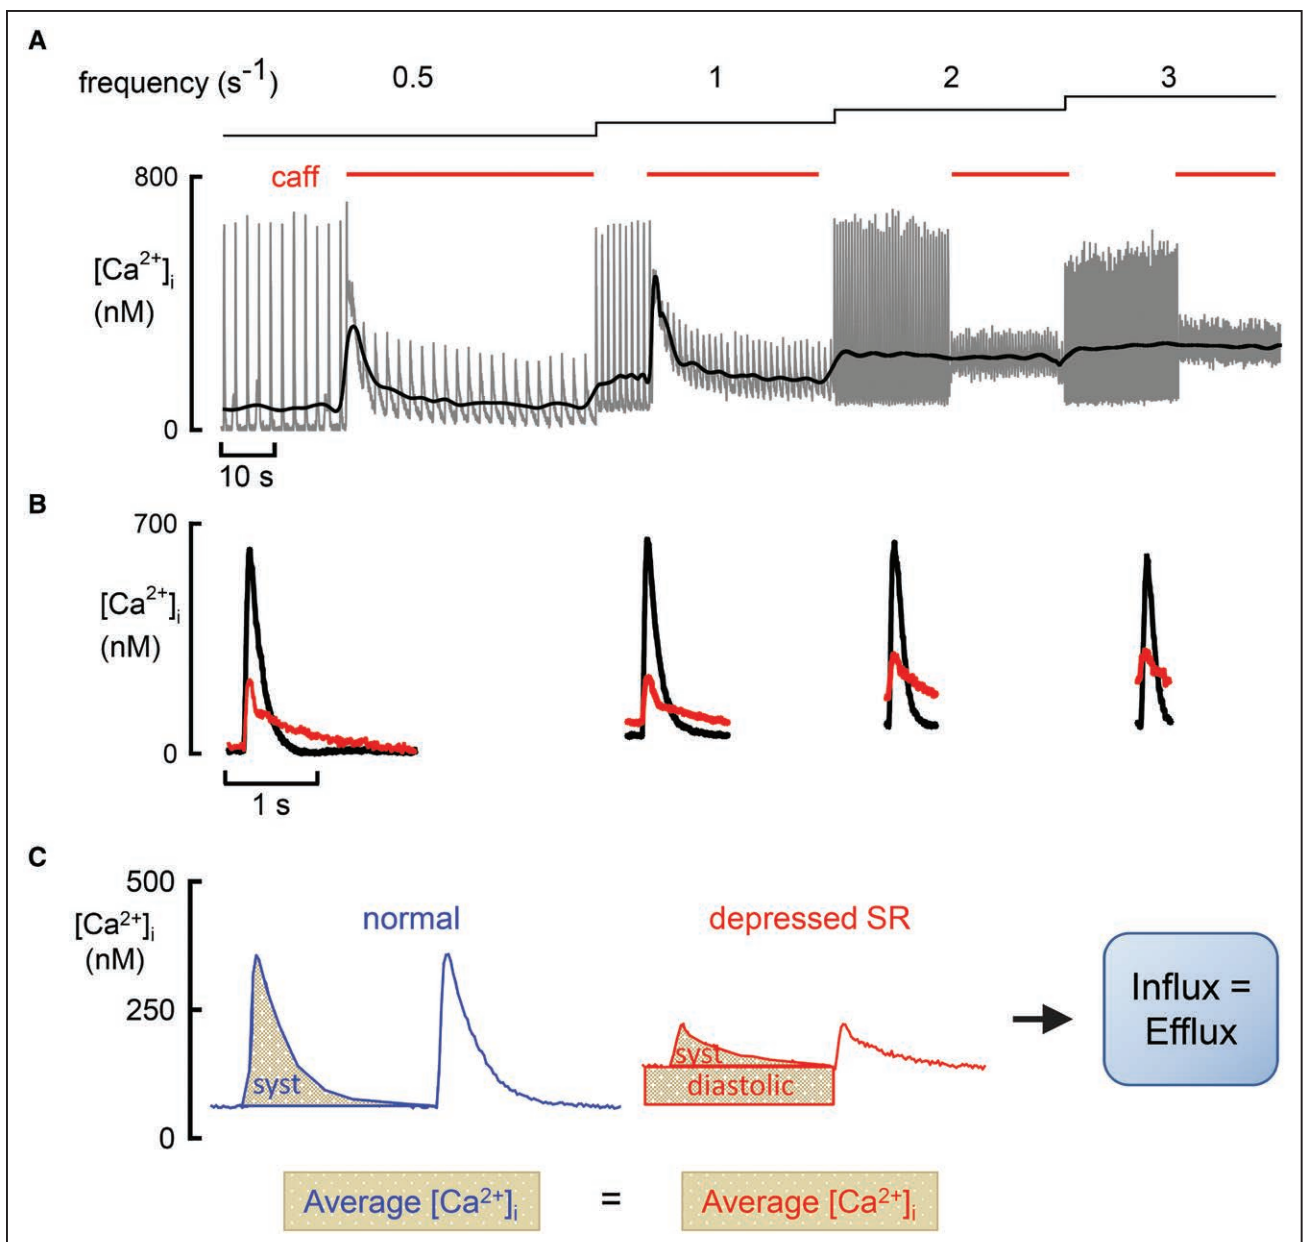 A
frequency (s⁻¹) 0.5 1 2 3
800
caff
[Ca²⁺]ᵢ
(nM)
0
10 s
B
700
[Ca²⁺]ᵢ
(nM)
0
1 s
C
500
[Ca²⁺]ᵢ
(nM)
normal
depressed SR
250
0
syst
syst
diastolic
Influx =
Efflux
Average [Ca²⁺]ᵢ = Average [Ca²⁺]ᵢ